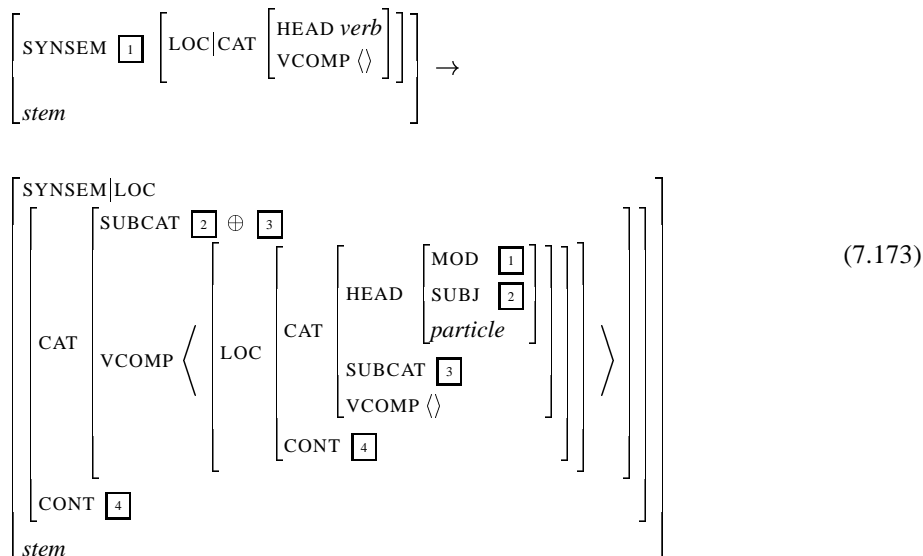 SYNSEM 1 LOC|CAT HEAD verb
VCOMP ⟨⟩
→
stem
SYNSEM|LOC
SUBCAT 2 ⊕ 3
MOD 1
HEAD SUBJ 2
particle
CAT
CAT VCOMP ⟨ LOC ⟩
SUBCAT 3
VCOMP ⟨⟩
CONT 4
CONT 4
stem
(7.173)